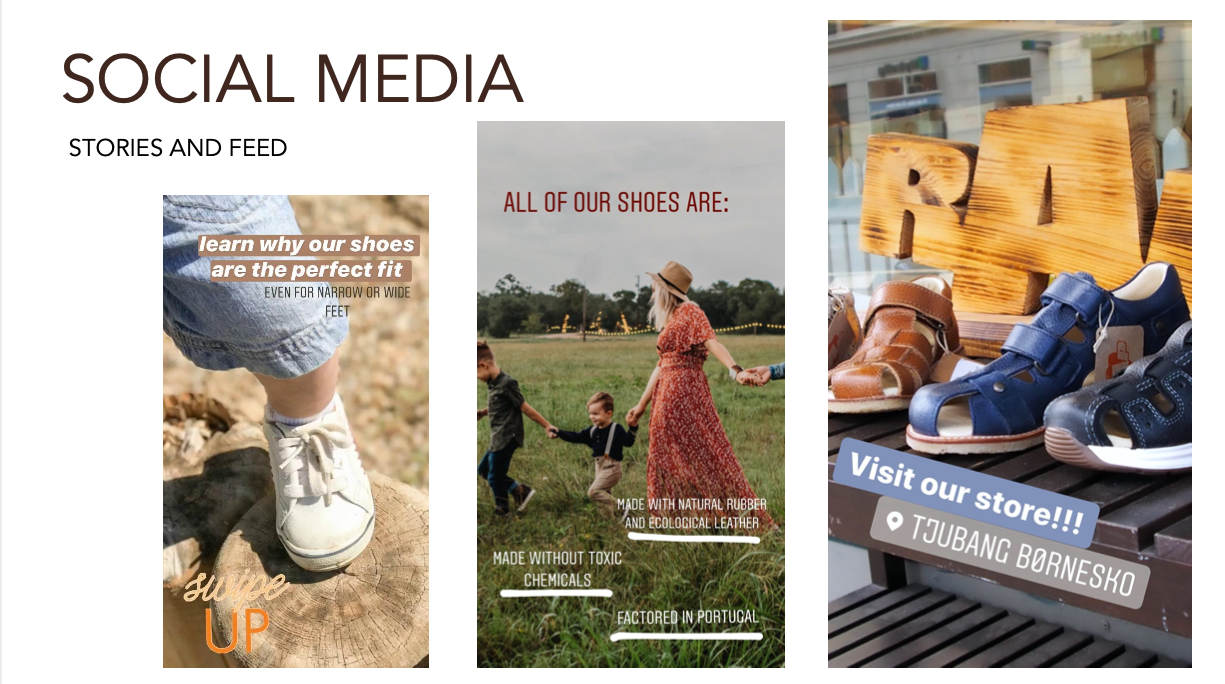 SOCIAL MEDIA
STORIES AND FEED
learn why our shoes
are the perfect fit
EVEN FOR NARROW OR WIDE
FEET
swipe
UP
ALL OF OUR SHOES ARE:
MADE WITH NATURAL RUBBER
AND ECOLOGICAL LEATHER
MADE WITHOUT TOXIC
CHEMICALS
FACTORED IN PORTUGAL
RA
Visit our store!!!
TJUBANG BØRNESKO